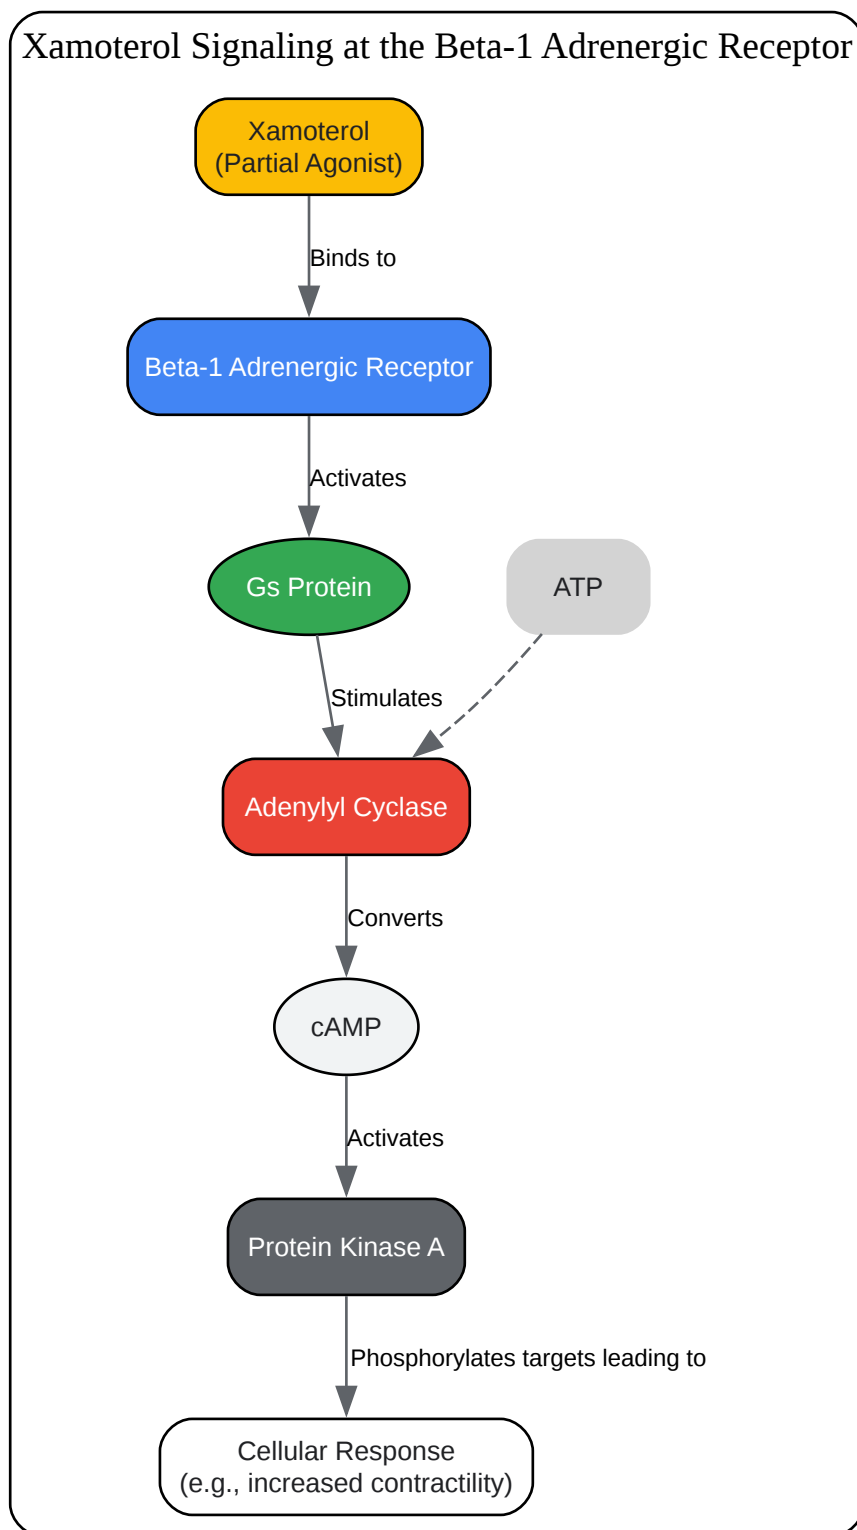 Xamoterol Signaling at the Beta-1 Adrenergic Receptor
Xamoterol
(Partial Agonist)
Binds to
Beta-1 Adrenergic Receptor
Activates
Gs Protein
ATP
Stimulates
Adenylyl Cyclase
Converts
cAMP
Activates
Protein Kinase A
Phosphorylates targets leading to
Cellular Response
(e.g., increased contractility)